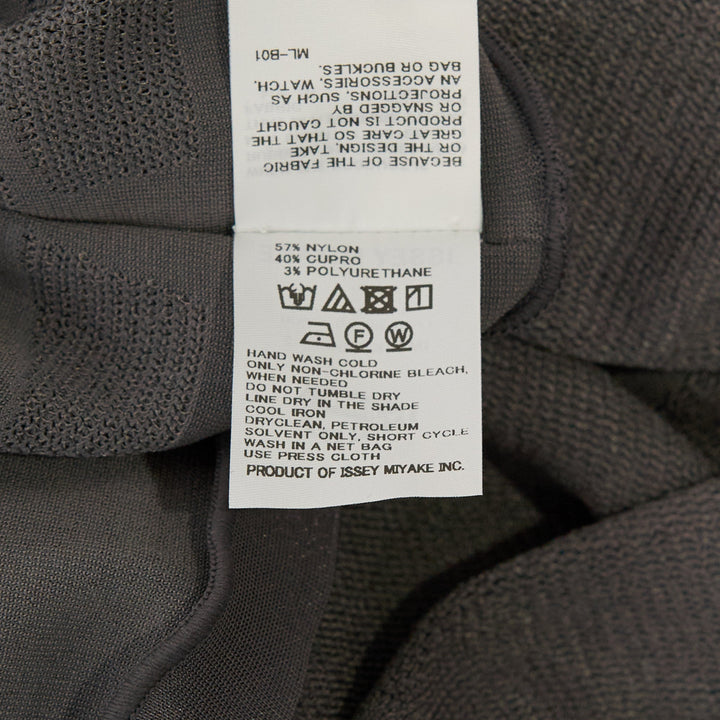 BECAUSE OF THE FABRIC
OR THE DESIGN, TAKE
GREAT CARE SO THAT THE
PRODUCT IS NOT CAUGHT
OR SNAGGED BY
PROJECTIONS, SUCH AS
AN ACCESSORIES, WATCH,
BAG OR BUCKLES.
ML-B01
57% NYLON
40% CUPRO
3% POLYURETHANE
F W
HAND WASH COLD
ONLY NON-CHLORINE BLEACH,
WHEN NEEDED
DO NOT TUMBLE DRY
LINE DRY IN THE SHADE
COOL IRON
DRYCLEAN, PETROLEUM
SOLVENT ONLY, SHORT CYCLE
WASH IN A NET BAG
USE PRESS CLOTH
PRODUCT OF ISSEY MIYAKE INC.